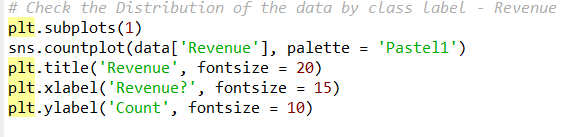 # Check the Distribution of the data by class label - Revenue
plt.subplots(1)
sns.countplot(data['Revenue'], palette = 'Pastel1')
plt.title('Revenue', fontsize = 20)
plt.xlabel('Revenue?', fontsize = 15)
plt.ylabel('Count', fontsize = 10)